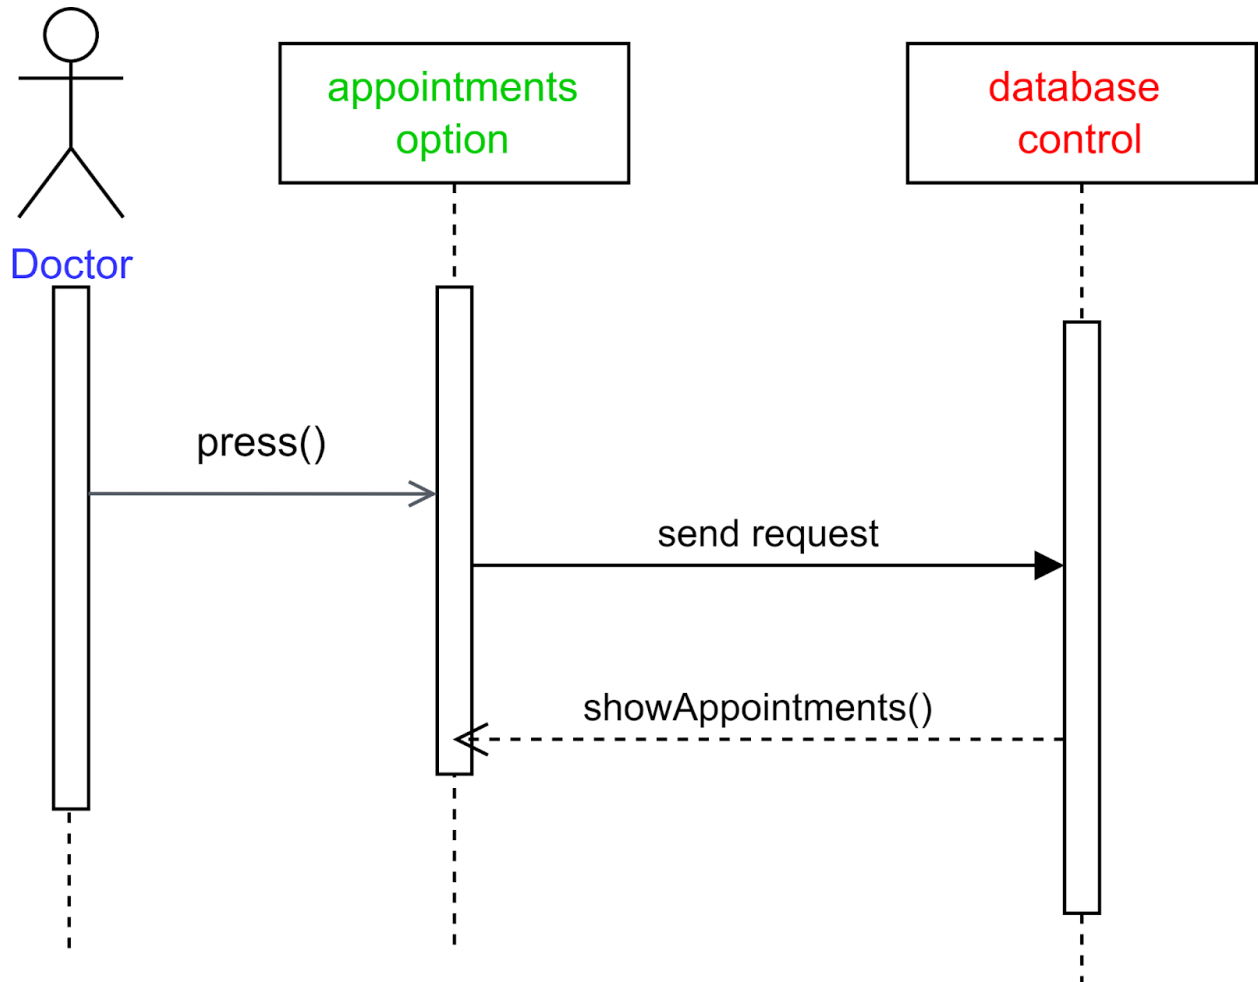 appointments
option
database
control
Doctor
press()
send request
showAppointments()